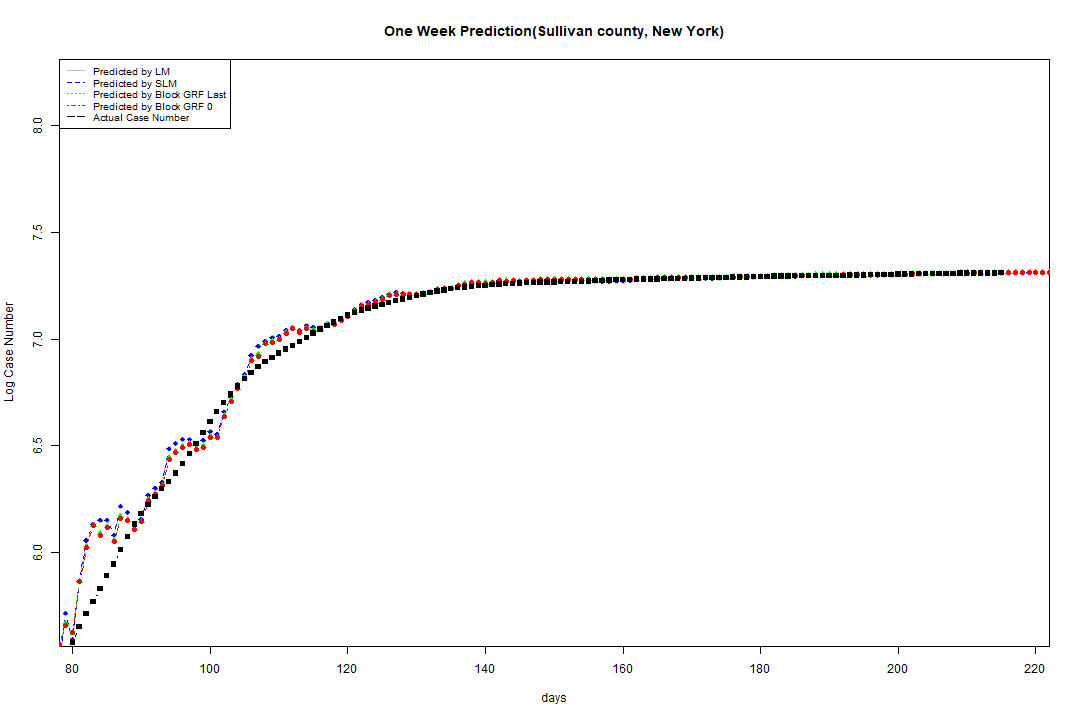 One Week Prediction(Sullivan county, New York)
Predicted by LM
Predicted by SLM
Predicted by Block GRF Last
Predicted by Block GRF 0
Actual Case Number
8.0
7.5
7.0
6.5
6.0
Log Case Number
80 100 120 140 160 180 200 220
days